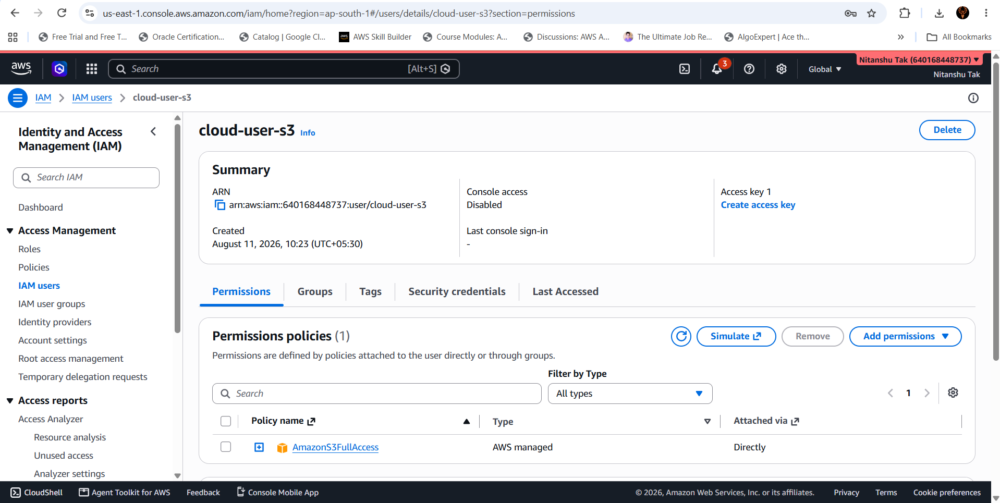 us-east-1.console.aws.amazon.com/iam/home?region=ap-south-1#/users/details/cloud-user-s3?section=permissions
Free Trial and Free T...
Oracle Certification...
Catalog | Google Cl...
aws
AWS Skill Builder
Course Modules: A...
Discussions: AWS A...
The Ultimate Job Re...
AlgoExpert | Ace th...
All Bookmarks
aws
Search
[Alt+S]
3
Global
Nitanshu Tak (640168448737)
Nitanshu Tak
IAM
IAM users
cloud-user-s3
Identity and Access
Management (IAM)
Search IAM
Dashboard
Access Management
Roles
Policies
IAM users
IAM user groups
Identity providers
Account settings
Root access management
Temporary delegation requests
Access reports
Access Analyzer
Resource analysis
Unused access
Analyzer settings
cloud-user-s3 Info
Delete
Summary
ARN
arn:aws:iam::640168448737:user/cloud-user-s3
Created
August 11, 2026, 10:23 (UTC+05:30)
Console access
Disabled
Last console sign-in
-
Access key 1
Create access key
Permissions
Groups
Tags
Security credentials
Last Accessed
Permissions policies (1)
Simulate
Remove
Add permissions
Permissions are defined by policies attached to the user directly or through groups.
Filter by Type
Search
All types
1
Policy name
Type
Attached via
AmazonS3FullAccess
AWS managed
Directly
CloudShell
Agent Toolkit for AWS
Feedback
Console Mobile App
© 2026, Amazon Web Services, Inc. or its affiliates.
Privacy
Terms
Cookie preferences